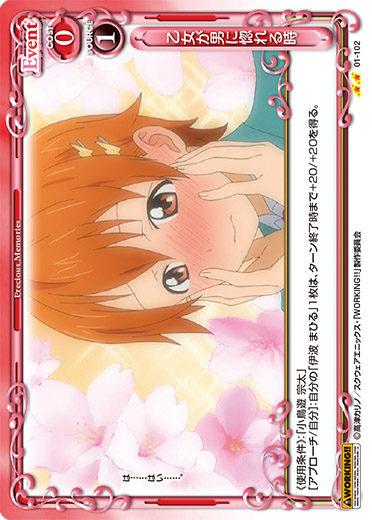 Event
COST
0
SOURCE
1
乙女が男に惚れる時
Precious Memories
は……は
い……。
《使用条件》:「小鳥遊 宗太」
[アプローチ/自分]:自分の「伊波 まひる」1枚は、ターン終了時まで+20/+20を得る。
©高津カリノ/スクウェアエニックス・「WORKING!!」製作委員会
WORKING!!
01-102